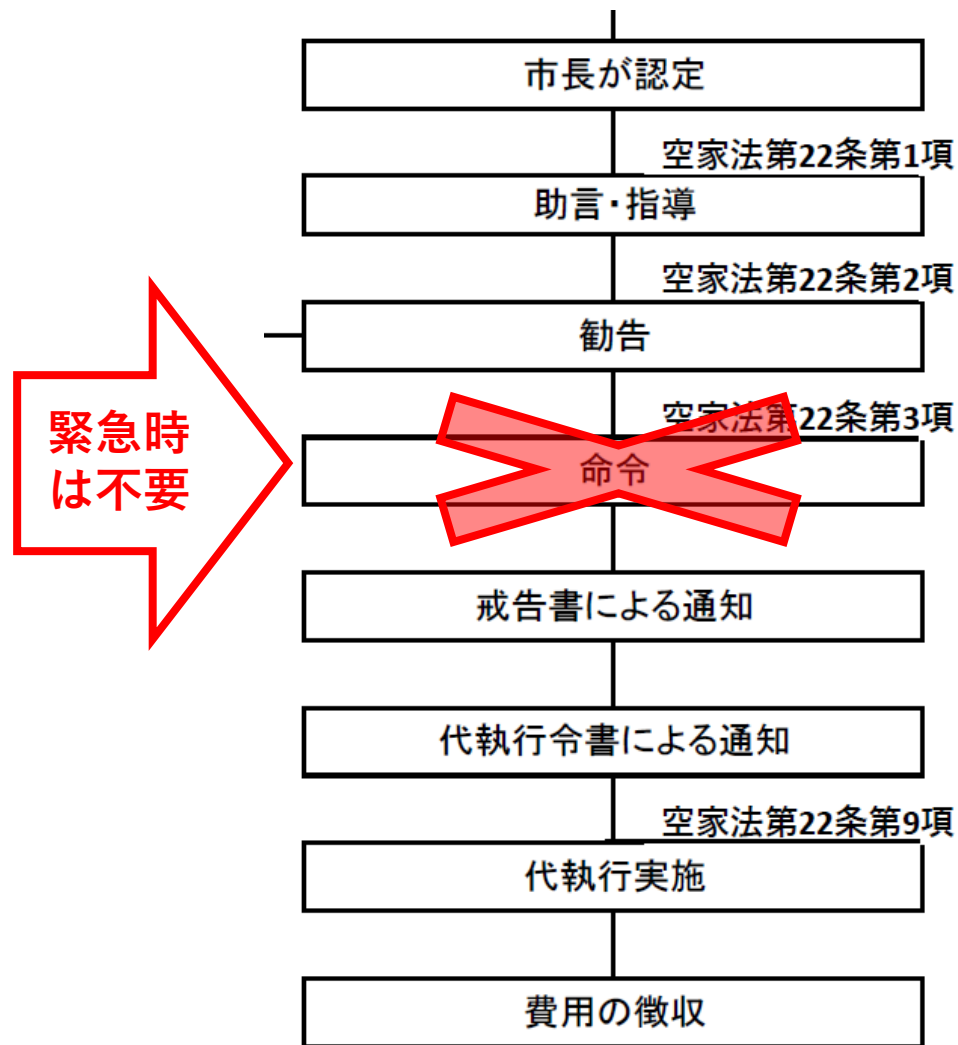 市長が認定
空家法第22条第1項
助言・指導
空家法第22条第2項
勧告
緊急時
は不要
空家法第22条第3項
命令
戒告書による通知
代執行令書による通知
空家法第22条第9項
代執行実施
費用の徴収